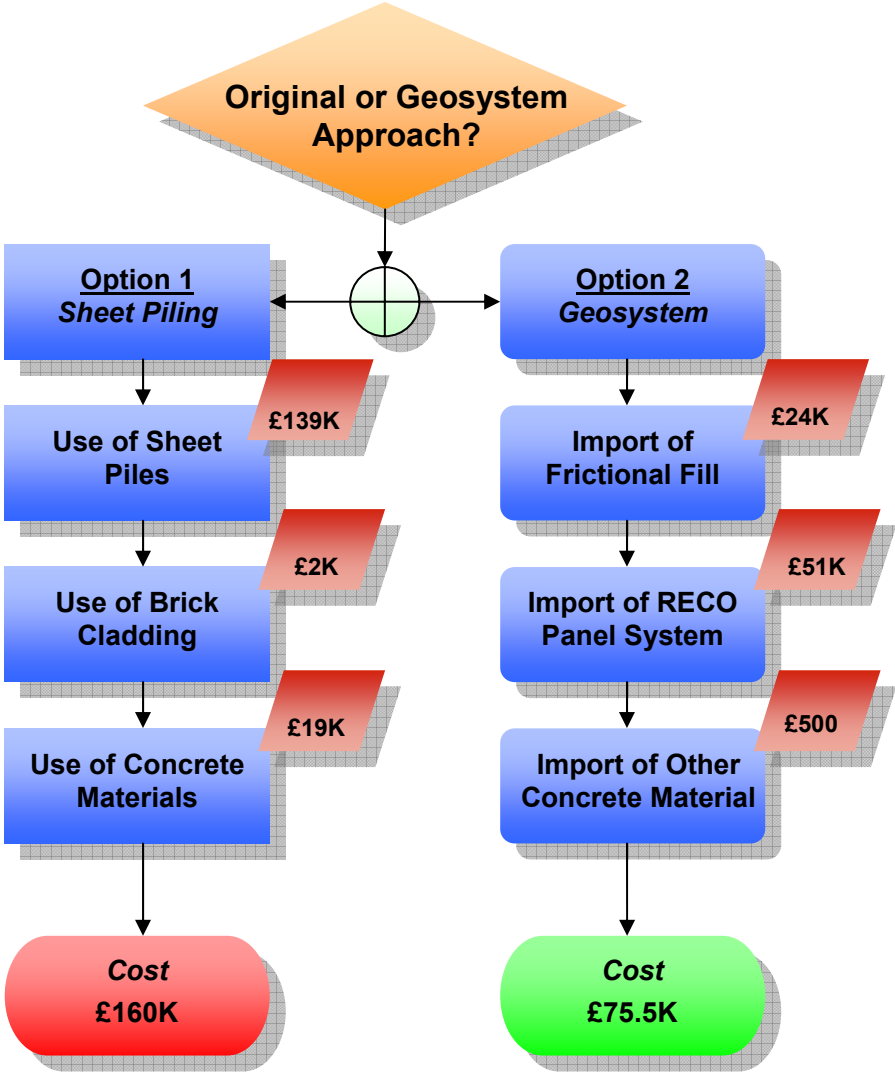 Original or Geosystem
Approach?
Option 1
Sheet Piling
£139K
Use of Sheet
Piles
£2K
Use of Brick
Cladding
£19K
Use of Concrete
Materials
Cost
£160K
Option 2
Geosystem
£24K
Import of
Frictional Fill
£51K
Import of RECO
Panel System
£500
Import of Other
Concrete Material
Cost
£75.5K